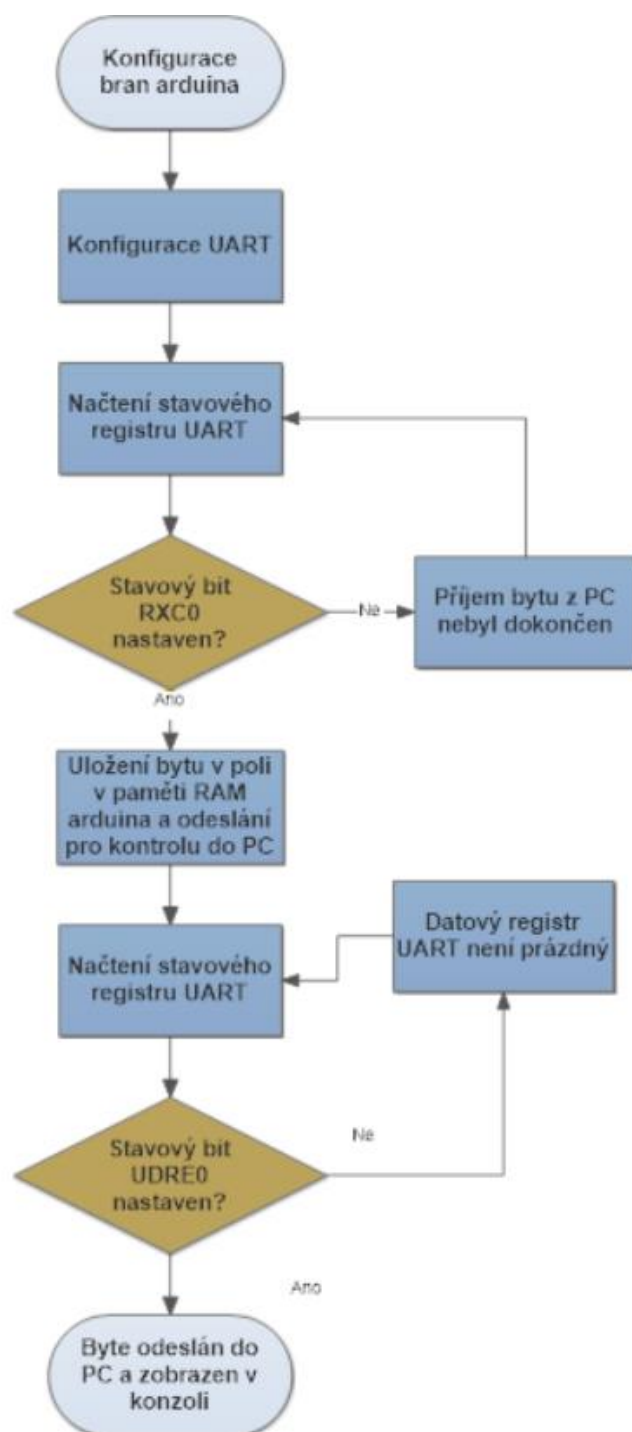 Konfigurace
bran arduina
Konfigurace UART
Načtení stavového
registru UART
Stavový bit
RXC0
nastaven?
Ne
Příjem bytu z PC
nebyl dokončen
Ano
Uložení bytu v poli
v paměti RAM
arduina a odeslání
pro kontrolu do PC
Načtení stavového
registru UART
Datový registr
UART není prázdný
Stavový bit
UDRE0
nastaven?
Ne
Ano
Byte odeslán do
PC a zobrazen v
konzoli